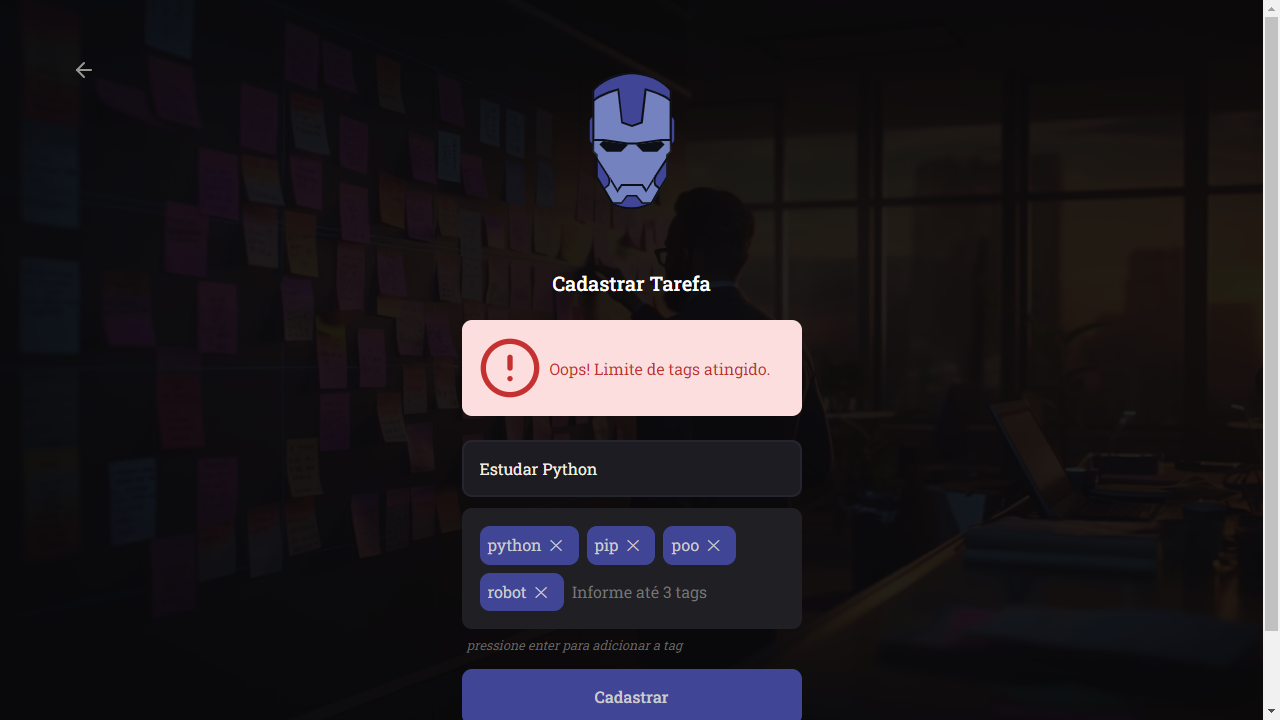 Cadastrar Tarefa
Oops! Limite de tags atingido.
Estudar Python
python pip poo
robot Informe até 3 tags
pressione enter para adicionar a tag
Cadastrar